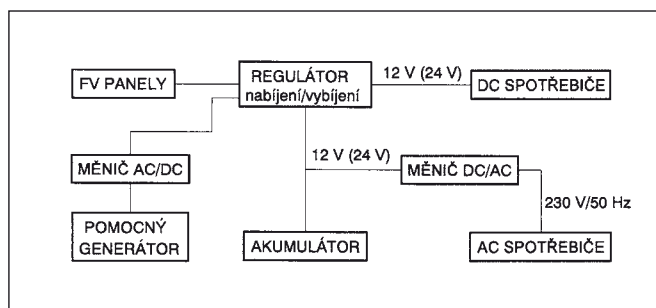 FV PANELY
REGULÁTOR
nabíjení/vybíjení
12 V (24 V)
DC SPOTŘEBIČE
MĚNIČ AC/DC
12 V (24 V)
MĚNIČ DC/AC
230 V/50 Hz
POMOCNÝ
GENERÁTOR
AKUMULÁTOR
AC SPOTŘEBIČE